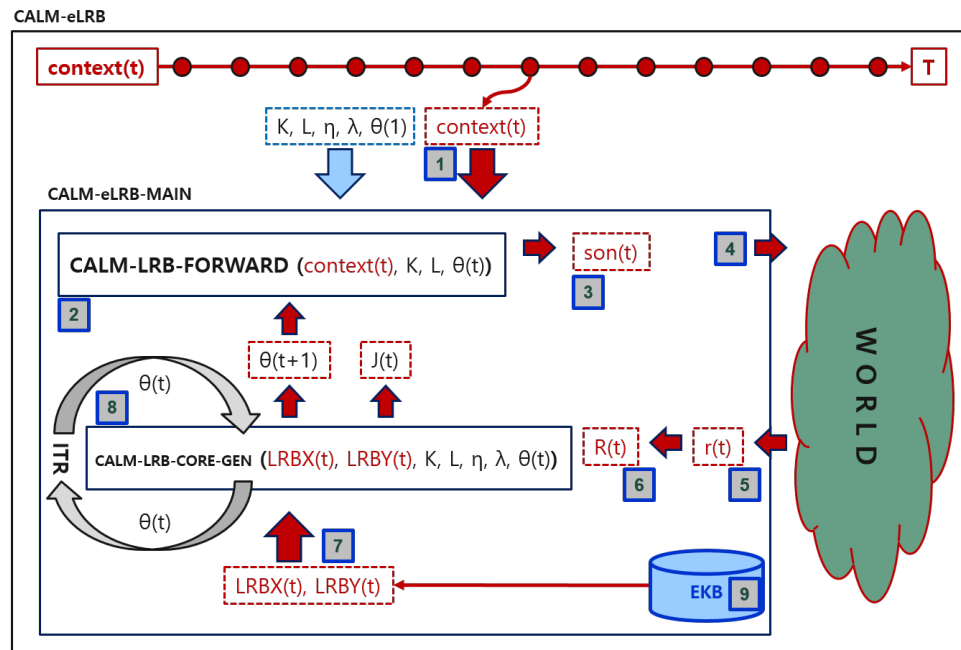 CALM-eLRB
context(t)
T
K, L, η, λ, θ(1)
context(t)
1
CALM-eLRB-MAIN
CALM-LRB-FORWARD (context(t), K, L, θ(t))
son(t)
4
2
3
θ(t+1)
J(t)
θ(t)
8
WORLD
ITR
CALM-LRB-CORE-GEN (LRBX(t), LRBY(t), K, L, η, λ, θ(t))
R(t)
r(t)
6
5
θ(t)
7
LRBX(t), LRBY(t)
EKB
9